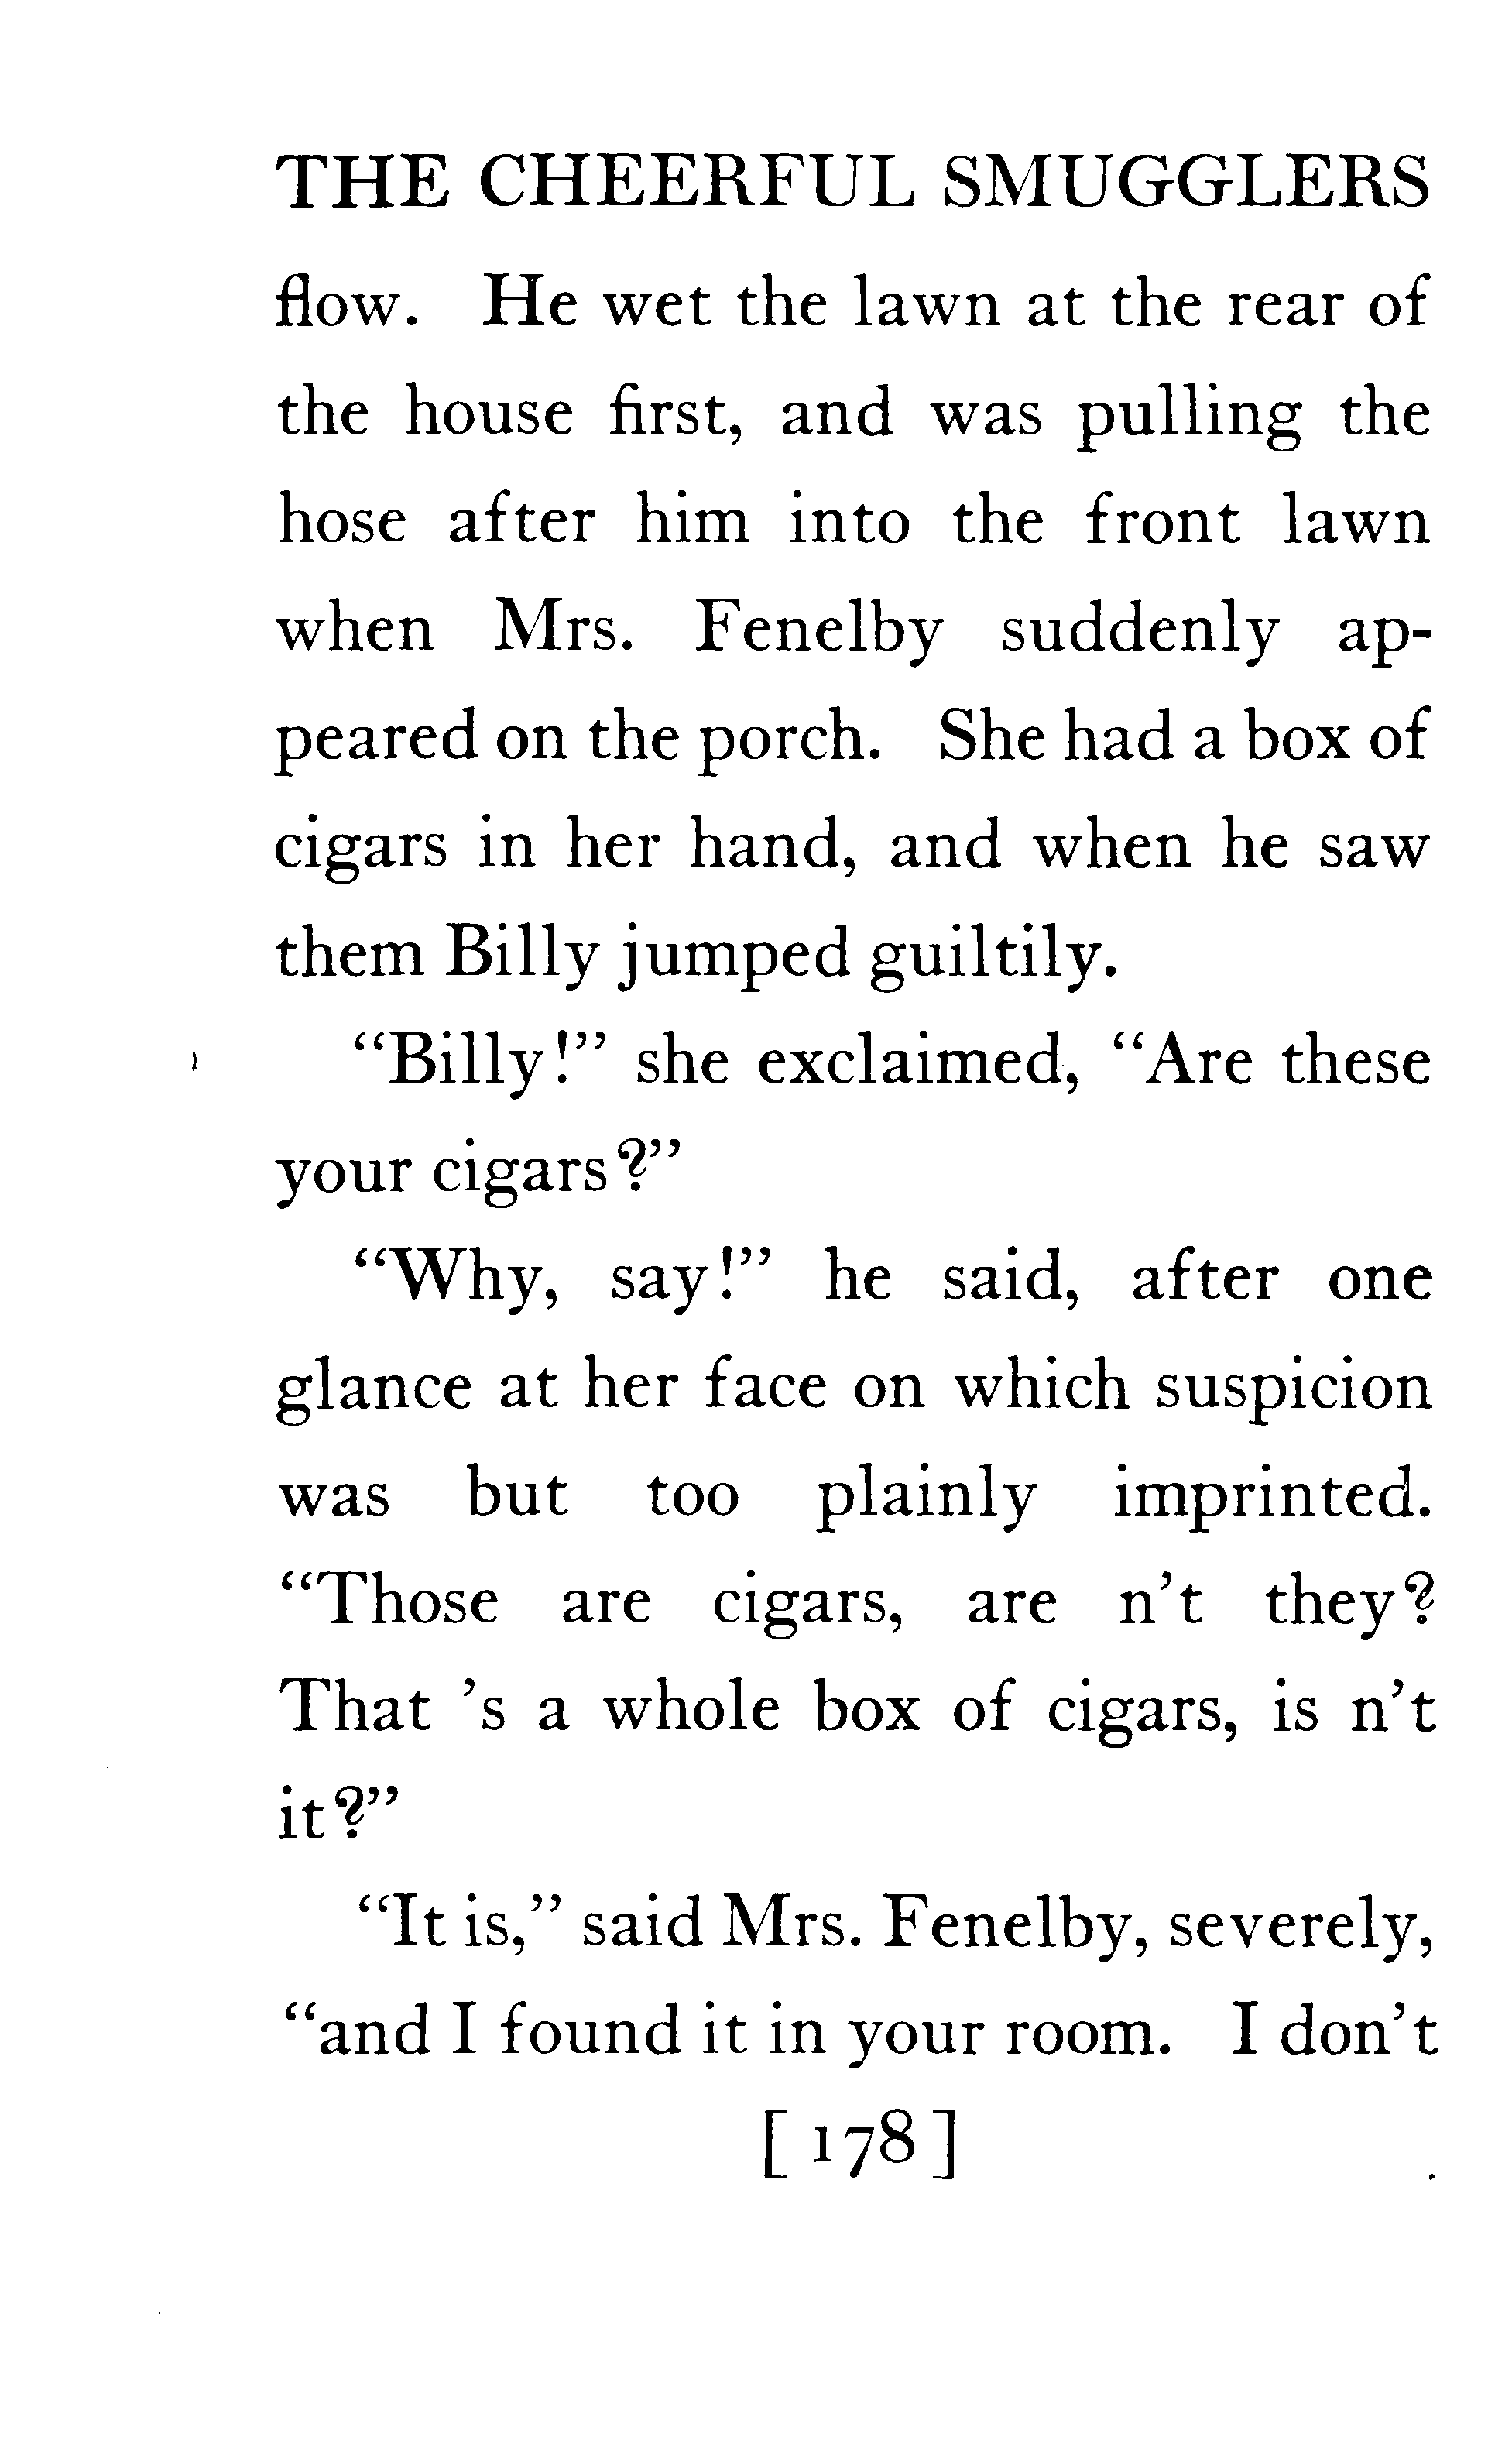 THE CHEERFUL SMUGGLERS
flow. He wet the lawn at the rear of
the house first, and was pulling the
hose after him into the front lawn
when Mrs. Fenelby suddenly ap-
peared on the porch. She had a box of
cigars in her hand, and when he saw
them Billy jumped guiltily.
"Billy!" she exclaimed, "Are these
your cigars?"
"Why, say!" he said, after one
glance at her face on which suspicion
was but too plainly imprinted.
"Those are cigars, are n't they?
That 's a whole box of cigars, is n't
it?"
"It is," said Mrs. Fenelby, severely,
"and I found it in your room. I don't
[178]